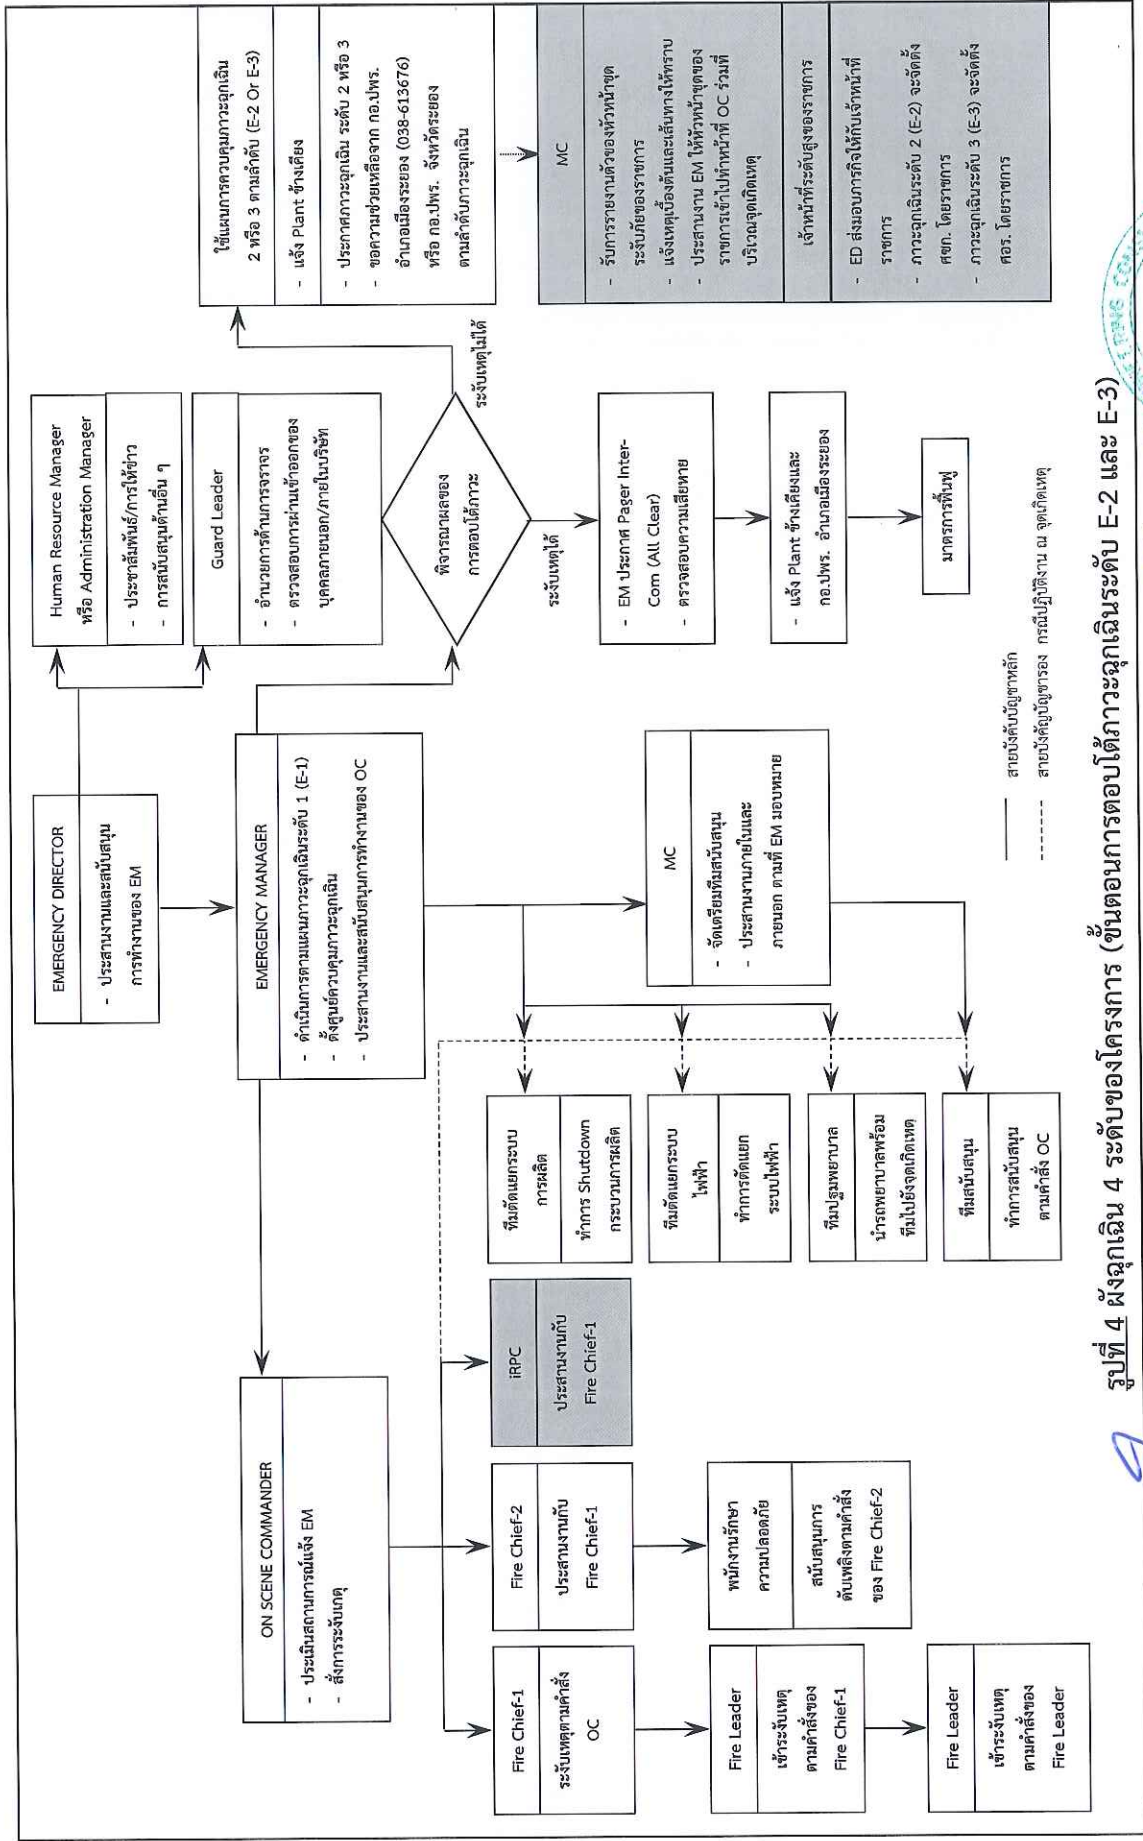 EMERGENCY DIRECTOR
- ประสานงานและสนับสนุน
การทำงานของ EM
Human Resource Manager
หรือ Administration Manager
- ประชาสัมพันธ์/การให้ข่าว
- การสนับสนุนด้านอื่น ๆ
Guard Leader
- อำนวยการด้านการจราจร
- ตรวจสอบการผ่านเข้าออกของ
บุคคลภายนอก/ภายในบริษัท
ใช้แผนการควบคุมภาวะฉุกเฉิน
2 หรือ 3 ตามลำดับ (E-2 Or E-3)
- แจ้ง Plant ข้างเคียง
- ประกาศภาวะฉุกเฉิน ระดับ 2 หรือ 3
- ขอความช่วยเหลือจาก กอ.ปพร.
อำเภอเมืองระยอง (038-613676)
หรือ กอ.ปพร. จังหวัดระยอง
ตามลำดับภาวะฉุกเฉิน
ON SCENE COMMANDER
- ประเมินสถานการณ์แจ้ง EM
- สั่งการระงับเกตุ
EMERGENCY MANAGER
- ดำเนินการตามแผนภาวะฉุกเฉินระดับ 1 (E-1)
- ตั้งศูนย์ควบคุมภาวะฉุกเฉิน
- ประสานงานและสนับสนุนการทำงานของ OC
พิจารณาผลของ
การตอบโต้ภาวะ
ระงับเหตุไม่ได้
ระงับเหตุได้
MC
- รับการรายงานตัวของหัวหน้าชุด
ระงับภัยของราชการ
- แจ้งเหตุเบื้องต้นและเส้นทางให้ทราบ
- ประสานงาน EM ให้หัวหน้าชุดของ
ราชการเข้าไปทำหน้าที่ OC ร่วมที่
บริเวณจุดเกิดเหตุ
เจ้าหน้าที่ระดับสูงของราชการ
- ED ส่งมอบภารกิจให้กับเจ้าหน้าที่
ราชการ
- ภาวะฉุกเฉินระดับ 2 (E-2) จะจัดตั้ง
ศขก. โดยราชการ
- ภาวะฉุกเฉินระดับ 3 (E-3) จะจัดตั้ง
ศอร. โดยราชการ
Fire Chief-1
ระงับเหตุตามคำสั่ง
OC
Fire Chief-2
ประสานงานกับ
Fire Chief-1
iRPC
ประสานงานกับ
Fire Chief-1
ทีมตัดแยกระบบ
การผลิต
ทำการ Shutdown
กระบวนการผลิต
MC
- จัดเตรียมทีมสนับสนุน
- ประสานงานภายในและ
ภายนอก ตามที่ EM มอบหมาย
- EM ประกาศ Pager Inter-
Com (All Clear)
- ตรวจสอบความเสียหาย
ทีมตัดแยกระบบ
ไฟฟ้า
ทำการตัดแยก
ระบบไฟฟ้า
Fire Leader
เข้าระงับเหตุ
ตามคำสั่งของ
Fire Chief-1
พนักงานรักษา
ความปลอดภัย
สนับสนุนการ
ดับเพลิงตามคำสั่ง
ของ Fire Chief-2
- แจ้ง Plant ข้างเคียงและ
กอ.ปพร. อำเภอเมืองระยอง
ทีมปฐมพยาบาล
นำรถพยาบาลพร้อม
ทีมไปยังจุดเกิดเหตุ
Fire Leader
เข้าระงับเหตุ
ตามคำสั่งของ
Fire Leader
ทีมสนับสนุน
ทำการสนับสนุน
ตามคำสั่ง OC
มาตรการฟื้นฟู
สายบังคับบัญชาหลัก
สายบังคัญบัญชารอง กรณีปฏิบัติงาน ณ จุดเกิดเหตุ
รูปที่ 4 ผังฉุกเฉิน 4 ระดับของโครงการ (ขั้นตอนการตอบโต้ภาวะฉุกเฉินระดับ E-2 และ E-3)